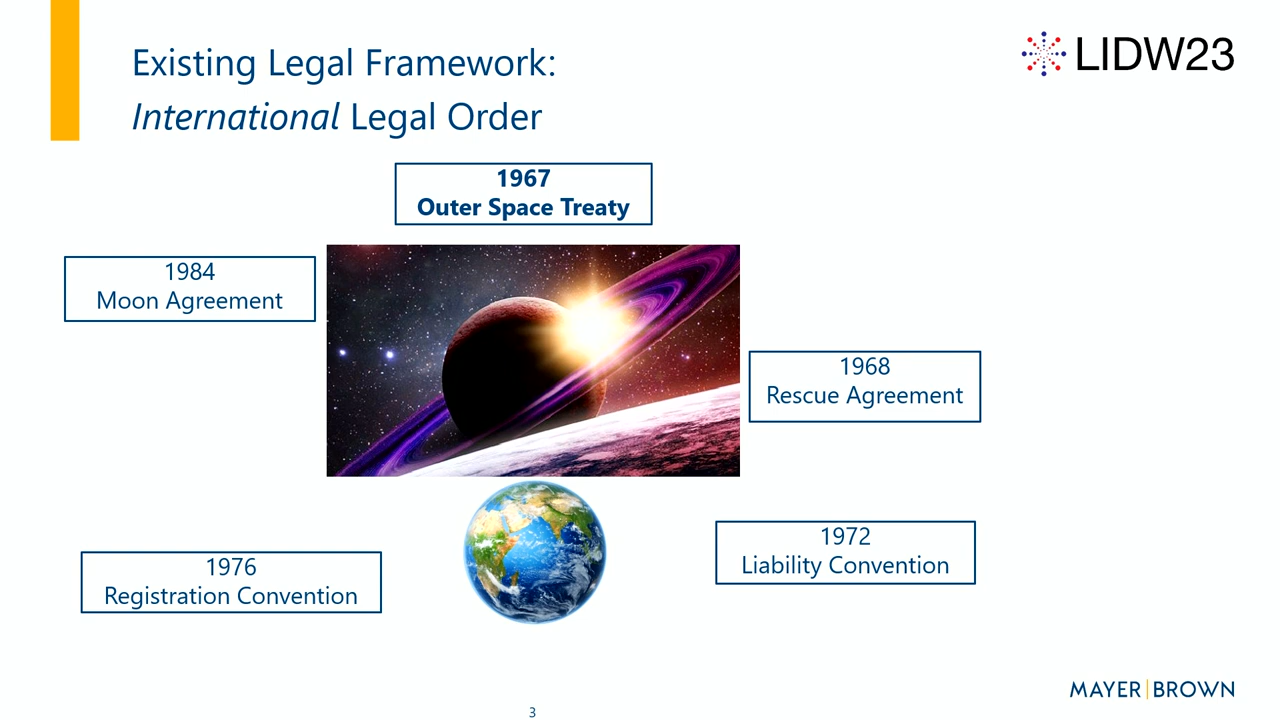 Existing Legal Framework:
International Legal Order
LIDW23
1967
Outer Space Treaty
1984
Moon Agreement
1968
Rescue Agreement
1972
Liability Convention
1976
Registration Convention
MAYER | BROWN
3